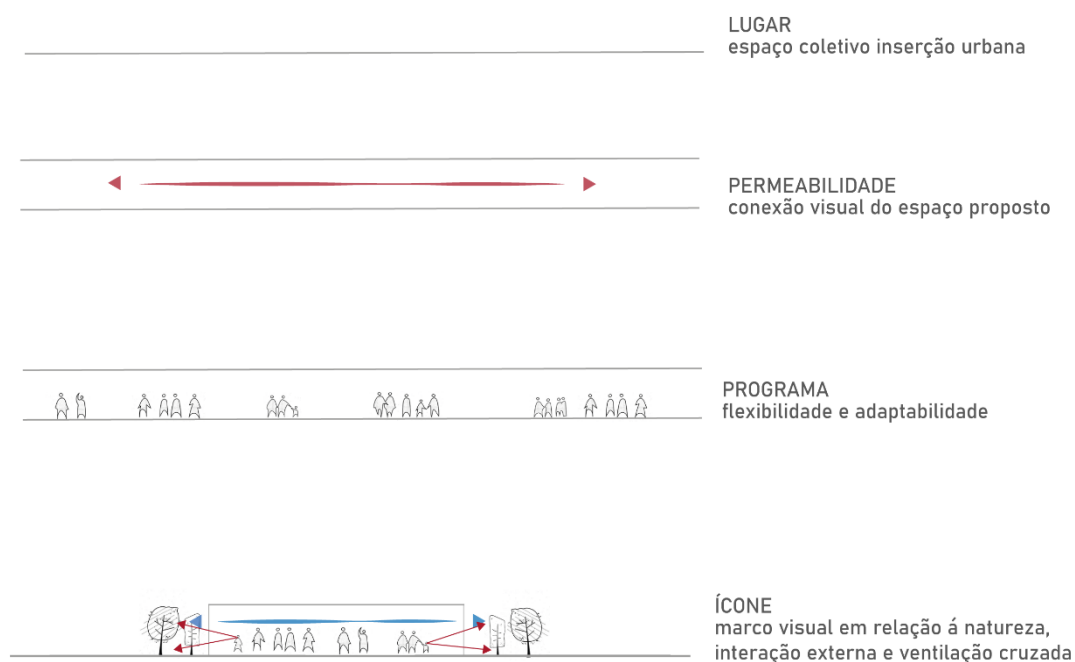 LUGAR
espaço coletivo inserção urbana
PERMEABILIDADE
conexão visual do espaço proposto
PROGRAMA
flexibilidade e adaptabilidade
ÍCONE
marco visual em relação á natureza,
interação externa e ventilação cruzada